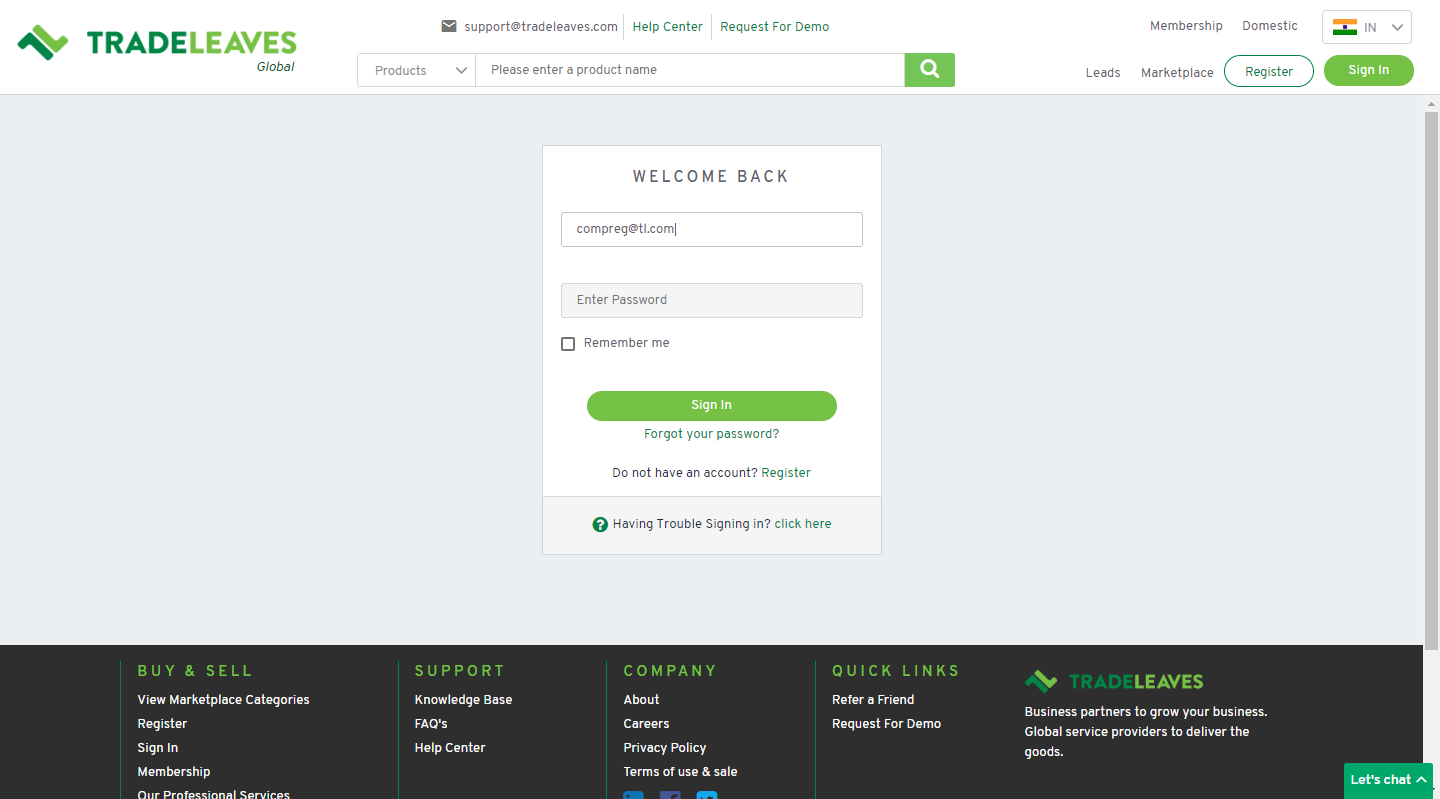 support@tradeleaves.com
Help Center
Request For Demo
Membership
Domestic
IN
TRADELEAVES
Global
Products
Please enter a product name
Leads
Marketplace
Register
Sign In
WELCOME BACK
compreg@tl.com
Enter Password
Remember me
Sign In
Forgot your password?
Do not have an account? Register
? Having Trouble Signing in? click here
BUY & SELL
View Marketplace Categories
Register
Sign In
Membership
Our Professional Services
SUPPORT
Knowledge Base
FAQ's
Help Center
COMPANY
About
Careers
Privacy Policy
Terms of use & sale
QUICK LINKS
Refer a Friend
Request For Demo
TRADELEAVES
Business partners to grow your business.
Global service providers to deliver the
goods.
Let's chat